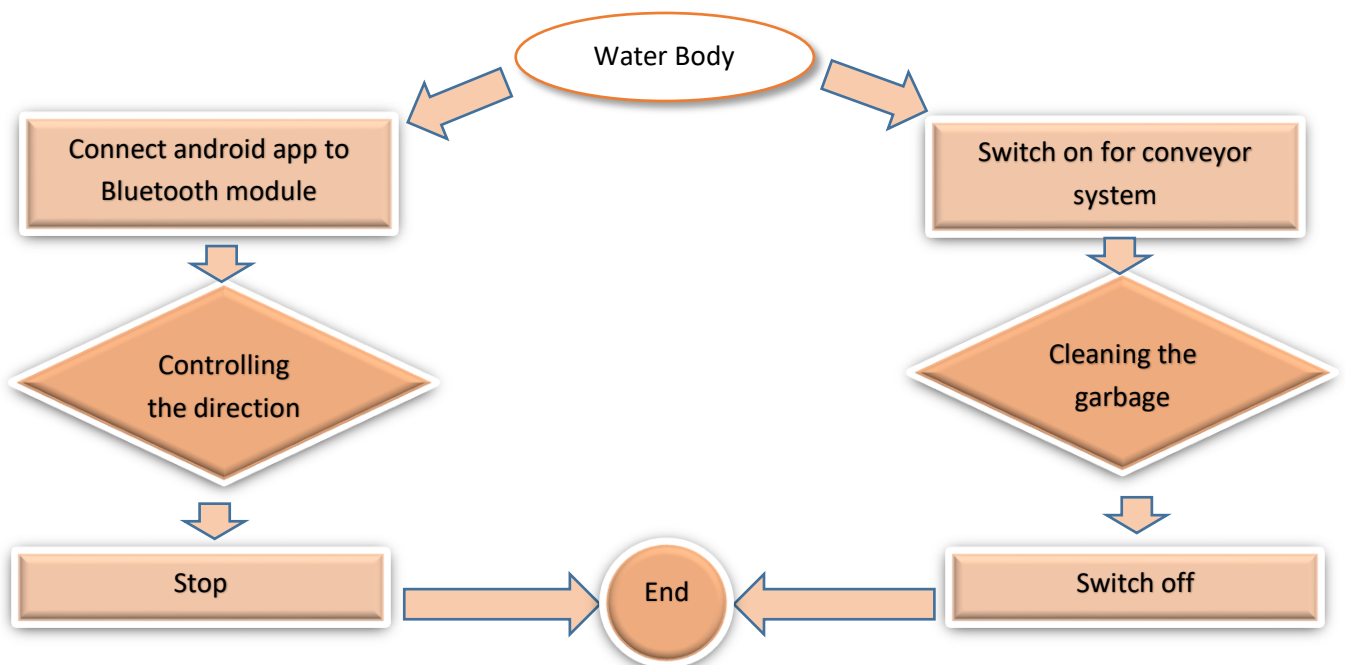 Water Body
Connect android app to
Bluetooth module
Switch on for conveyor
system
Controlling
the direction
Cleaning the
garbage
Stop
End
Switch off